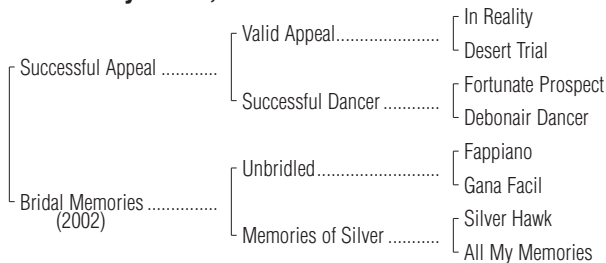 In Reality
Valid Appeal
Desert Trial
Successful Appeal
Fortunate Prospect
Successful Dancer
Debonair Dancer
Fappiano
Unbridled
Gana Facil
Bridal Memories
(2002)
Silver Hawk
Memories of Silver
All My Memories